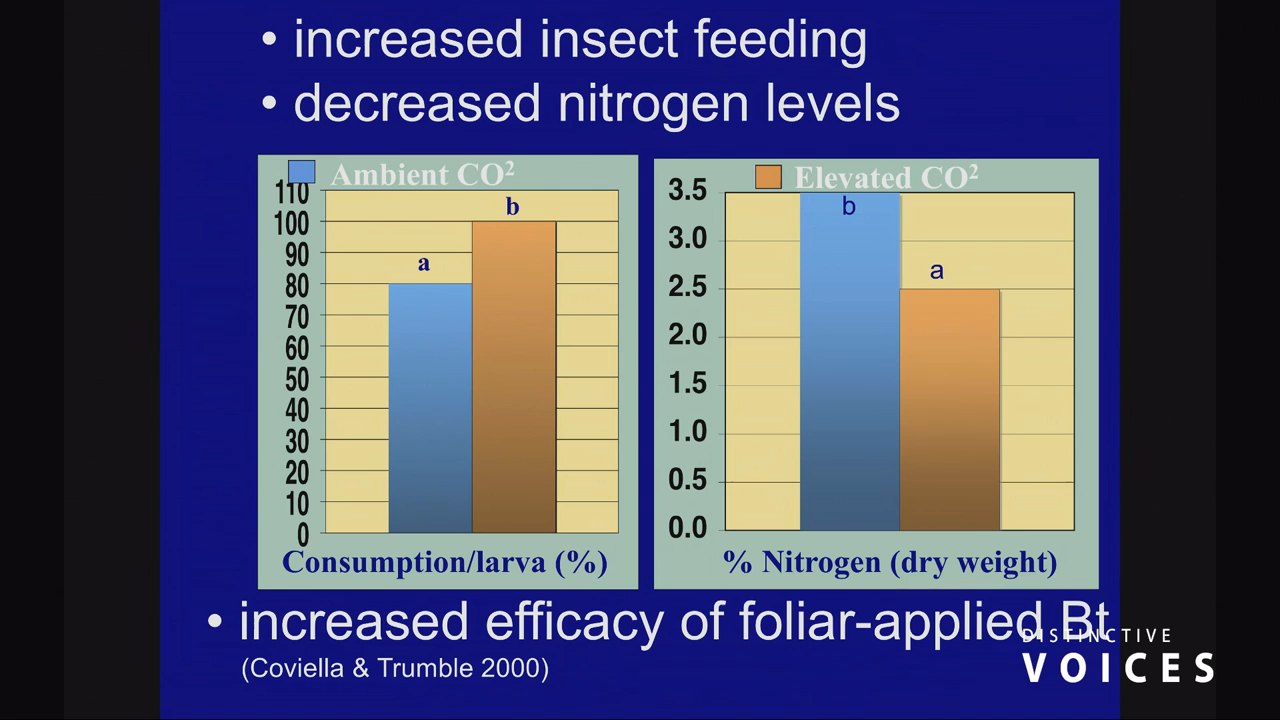 • increased insect feeding
• decreased nitrogen levels
Ambient CO²
110
100
90
80
70
60
50
40
30
20
10
0
a
b
Consumption/larva (%)
Elevated CO²
3.5
3.0
2.5
2.0
1.5
1.0
0.5
0.0
b
a
% Nitrogen (dry weight)
• increased efficacy of foliar-applied Bt
(Coviella & Trumble 2000)
DISTINCTIVE
VOICES